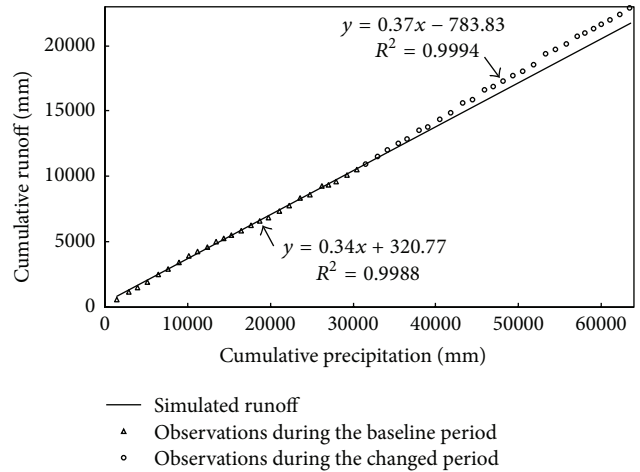 y = 0.37x − 783.83
R² = 0.9994
20000
15000
10000
5000
0
Cumulative runoff (mm)
y = 0.34x + 320.77
R² = 0.9988
0 10000 20000 30000 40000 50000 60000
Cumulative precipitation (mm)
Simulated runoff
Observations during the baseline period
Observations during the changed period